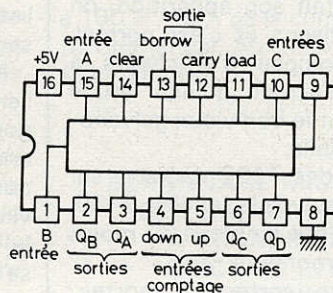 sortie
entrée borrow entrées
+5V A clear carry load C D
16 15 14 13 12 11 10 9
1 2 3 4 5 6 7 8
B QB QA down up QC QD
entrée sorties entrées sorties
comptage